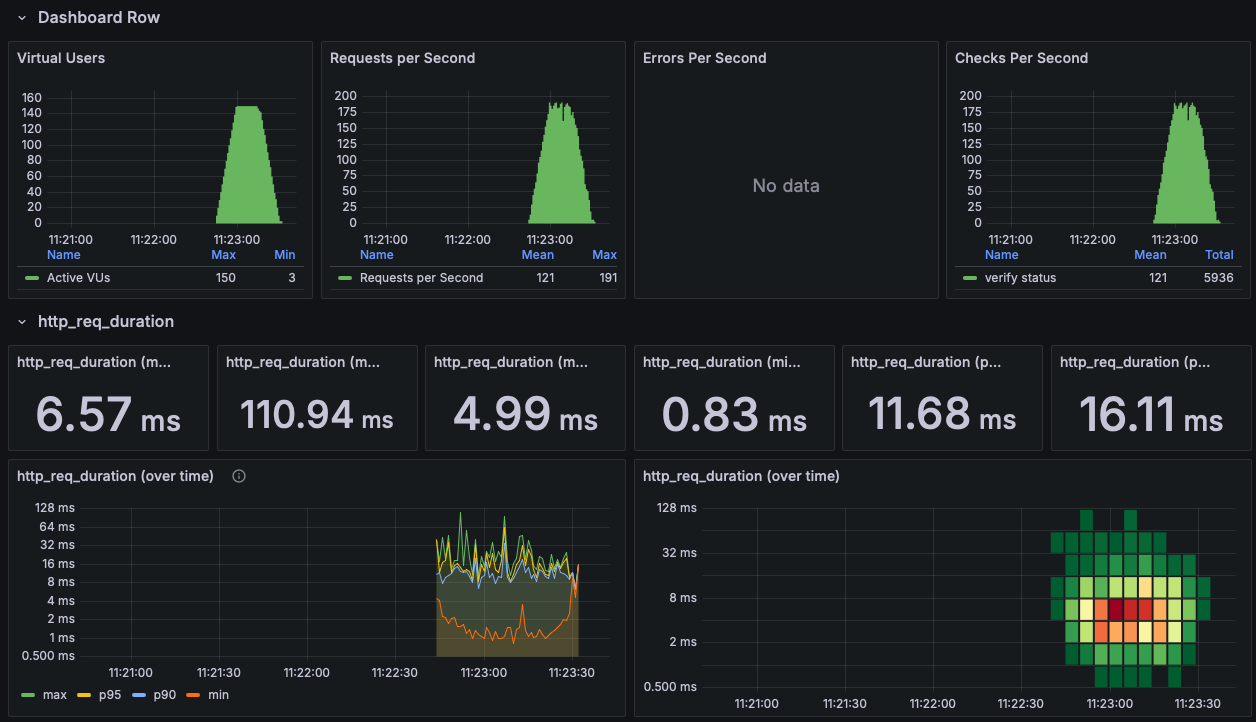 Dashboard Row
Virtual Users
160
140
120
100
80
60
40
20
0
11:21:00 11:22:00 11:23:00
Name Max Min
Active VUs 150 3
Requests per Second
200
175
150
125
100
75
50
25
0
11:21:00 11:22:00 11:23:00
Name Mean Max
Requests per Second 121 191
Errors Per Second
No data
Checks Per Second
200
175
150
125
100
75
50
25
0
11:21:00 11:22:00 11:23:00
Name Mean Total
verify status 121 5936
http_req_duration
http_req_duration (m...
6.57 ms
http_req_duration (m...
110.94 ms
http_req_duration (m...
4.99 ms
http_req_duration (mi...
0.83 ms
http_req_duration (p...
11.68 ms
http_req_duration (p...
16.11 ms
http_req_duration (over time)
128 ms
64 ms
32 ms
16 ms
8 ms
4 ms
2 ms
1 ms
0.500 ms
11:21:00 11:21:30 11:22:00 11:22:30 11:23:00 11:23:30
max p95 p90 min
http_req_duration (over time)
128 ms
32 ms
8 ms
2 ms
0.500 ms
11:21:00 11:21:30 11:22:00 11:22:30 11:23:00 11:23:30